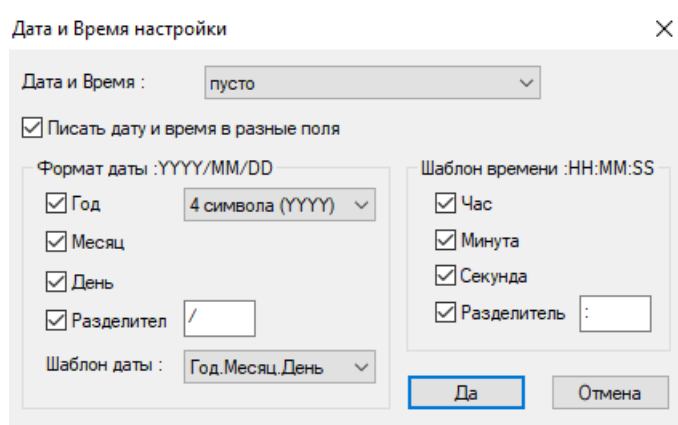 Дата и Время настройки
Дата и Время : пусто
Писать дату и время в разные поля
Формат даты :YYYY/MM/DD
Год 4 символа (YYYY)
Месяц
День
Разделител /
Шаблон даты : Год.Месяц.День
Шаблон времени :HH:MM:SS
Час
Минута
Секунда
Разделитель :
Да Отмена